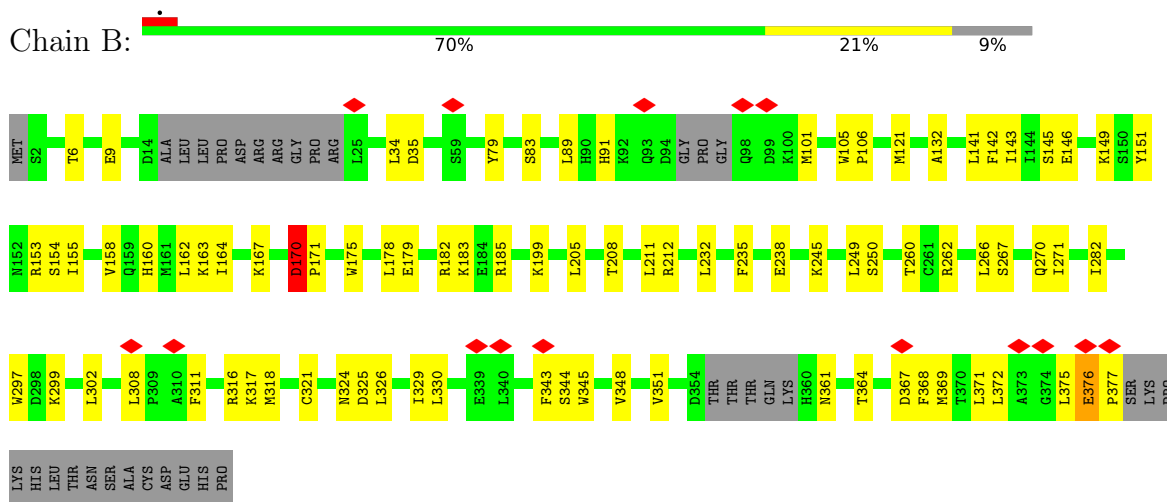 Chain B:
70% 21% 9%
MET S2 T6 E9 D14 ALA LEU LEU PRO ASP ARG ARG GLY PRO ARG L25 L34 D35 S59 Y79 S83 L89 H90 H91 K92 Q93 D94 GLY PRO GLY Q98 D99 K100 M101 W105 P106 M121 A132 L141 F142 I143 I144 S145 E146 K149 S150 Y151
N152 R153 S154 I155 V158 Q159 H160 M161 L162 K163 I164 K167 D170 P171 W175 L178 E179 R182 K183 E184 R185 K199 L205 T208 L211 R212 L232 F235 E238 K245 L249 S250 T260 C261 R262 L266 S267 Q270 I271 I282
W297 D298 K299 L302 L308 P309 A310 F311 R316 K317 M318 C321 N324 D325 L326 I329 L330 E339 L340 F343 S344 W345 V348 V351 D354 THR THR THR GLN LYS H360 N361 T364 D367 F368 M369 T370 L371 L372 A373 G374 L375 E376 P377 SER LYS
LYS HIS LEU THR ASN SER ALA CYS ASP GLU HIS PRO